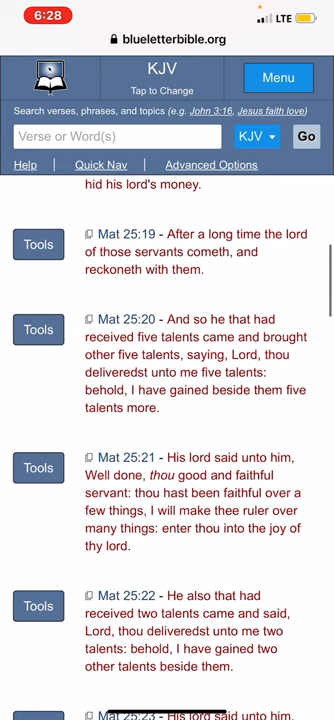 6:28
LTE
blueletterbible.org
KJV
Tap to Change
Menu
Search verses, phrases, and topics (e.g. John 3:16, Jesus faith love)
Verse or Word(s)
KJV
Go
Help | Quick Nav | Advanced Options
hid his lord's money.
Tools
Mat 25:19 - After a long time the lord
of those servants cometh, and
reckoneth with them.
Tools
Mat 25:20 - And so he that had
received five talents came and brought
other five talents, saying, Lord, thou
deliveredst unto me five talents:
behold, I have gained beside them five
talents more.
Tools
Mat 25:21 - His lord said unto him,
Well done, thou good and faithful
servant: thou hast been faithful over a
few things, I will make thee ruler over
many things: enter thou into the joy of
thy lord.
Tools
Mat 25:22 - He also that had
received two talents came and said,
Lord, thou deliveredst unto me two
talents: behold, I have gained two
other talents beside them.
Mat 25:23 - His lord said unto him,